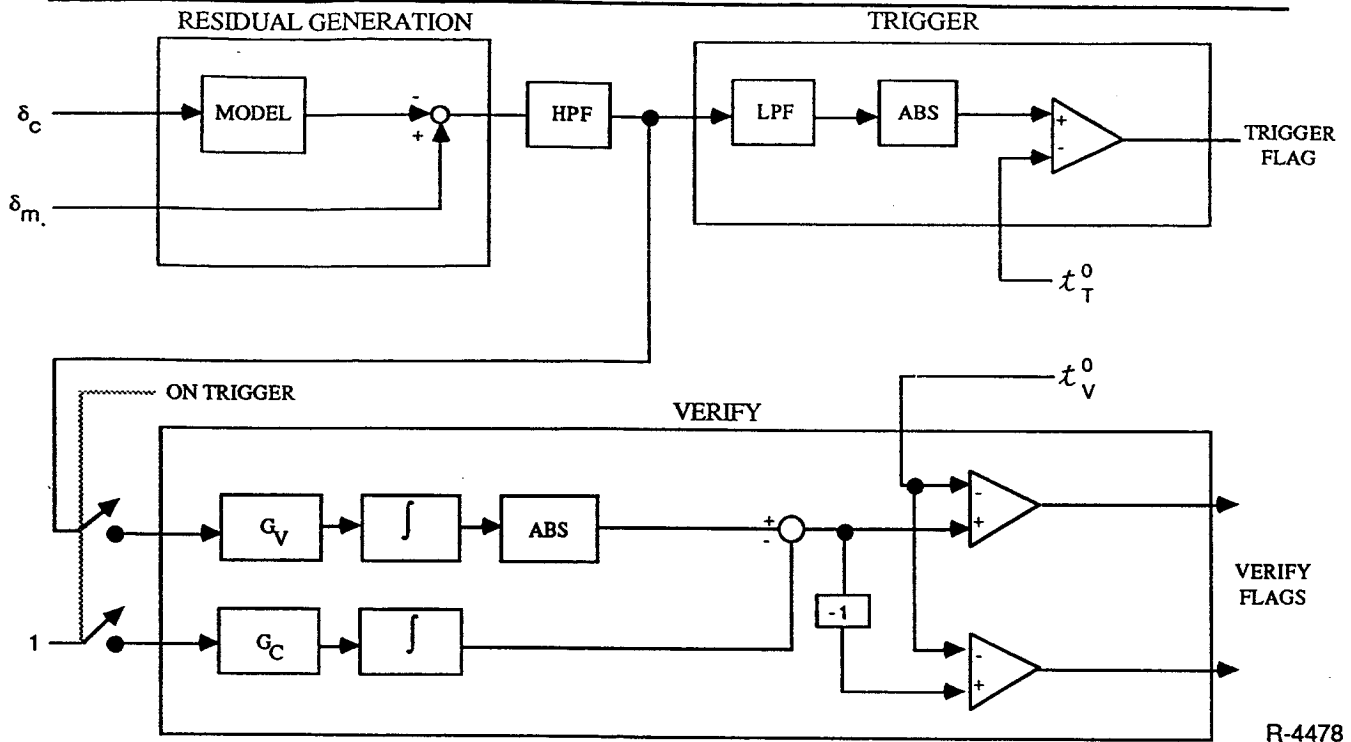 RESIDUAL GENERATION
TRIGGER
MODEL
-
+
HPF
LPF
ABS
+
-
δc
δm.
TRIGGER
FLAG
t⁰T
ON TRIGGER
t⁰V
VERIFY
GV
∫
ABS
+
-
-
+
VERIFY
FLAGS
-1
1
GC
∫
-
+
R-4478